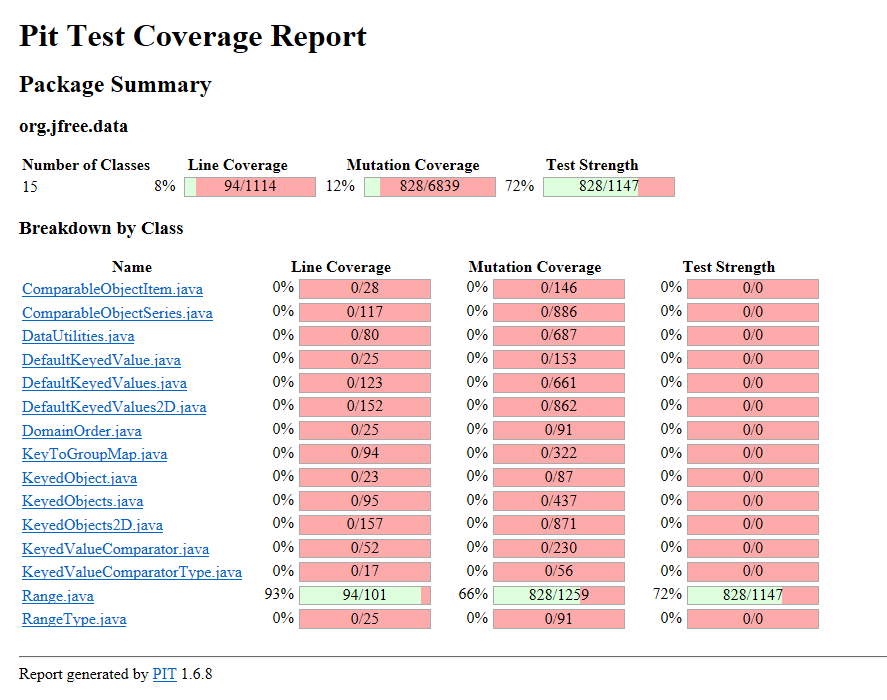 Pit Test Coverage Report
Package Summary
org.jfree.data
Number of Classes Line Coverage Mutation Coverage Test Strength
15 8% 94/1114 12% 828/6839 72% 828/1147
Breakdown by Class
Name Line Coverage Mutation Coverage Test Strength
ComparableObjectItem.java 0% 0/28 0% 0/146 0% 0/0
ComparableObjectSeries.java 0% 0/117 0% 0/886 0% 0/0
DataUtilities.java 0% 0/80 0% 0/687 0% 0/0
DefaultKeyedValue.java 0% 0/25 0% 0/153 0% 0/0
DefaultKeyedValues.java 0% 0/123 0% 0/661 0% 0/0
DefaultKeyedValues2D.java 0% 0/152 0% 0/862 0% 0/0
DomainOrder.java 0% 0/25 0% 0/91 0% 0/0
KeyToGroupMap.java 0% 0/94 0% 0/322 0% 0/0
KeyedObject.java 0% 0/23 0% 0/87 0% 0/0
KeyedObjects.java 0% 0/95 0% 0/437 0% 0/0
KeyedObjects2D.java 0% 0/157 0% 0/871 0% 0/0
KeyedValueComparator.java 0% 0/52 0% 0/230 0% 0/0
KeyedValueComparatorType.java 0% 0/17 0% 0/56 0% 0/0
Range.java 93% 94/101 66% 828/1259 72% 828/1147
RangeType.java 0% 0/25 0% 0/91 0% 0/0
Report generated by PIT 1.6.8